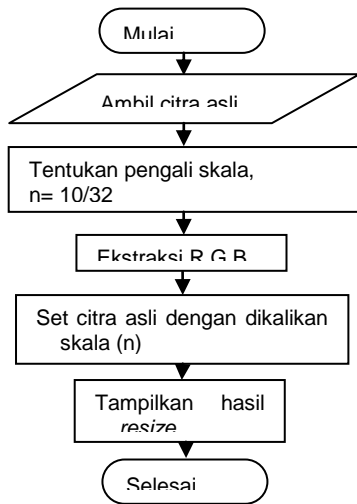 Mulai
Ambil citra asli
Tentukan pengali skala,
n= 10/32
Ekstraksi R,G,B
Set citra asli dengan dikalikan
skala (n)
Tampilkan hasil
resize
Selesai